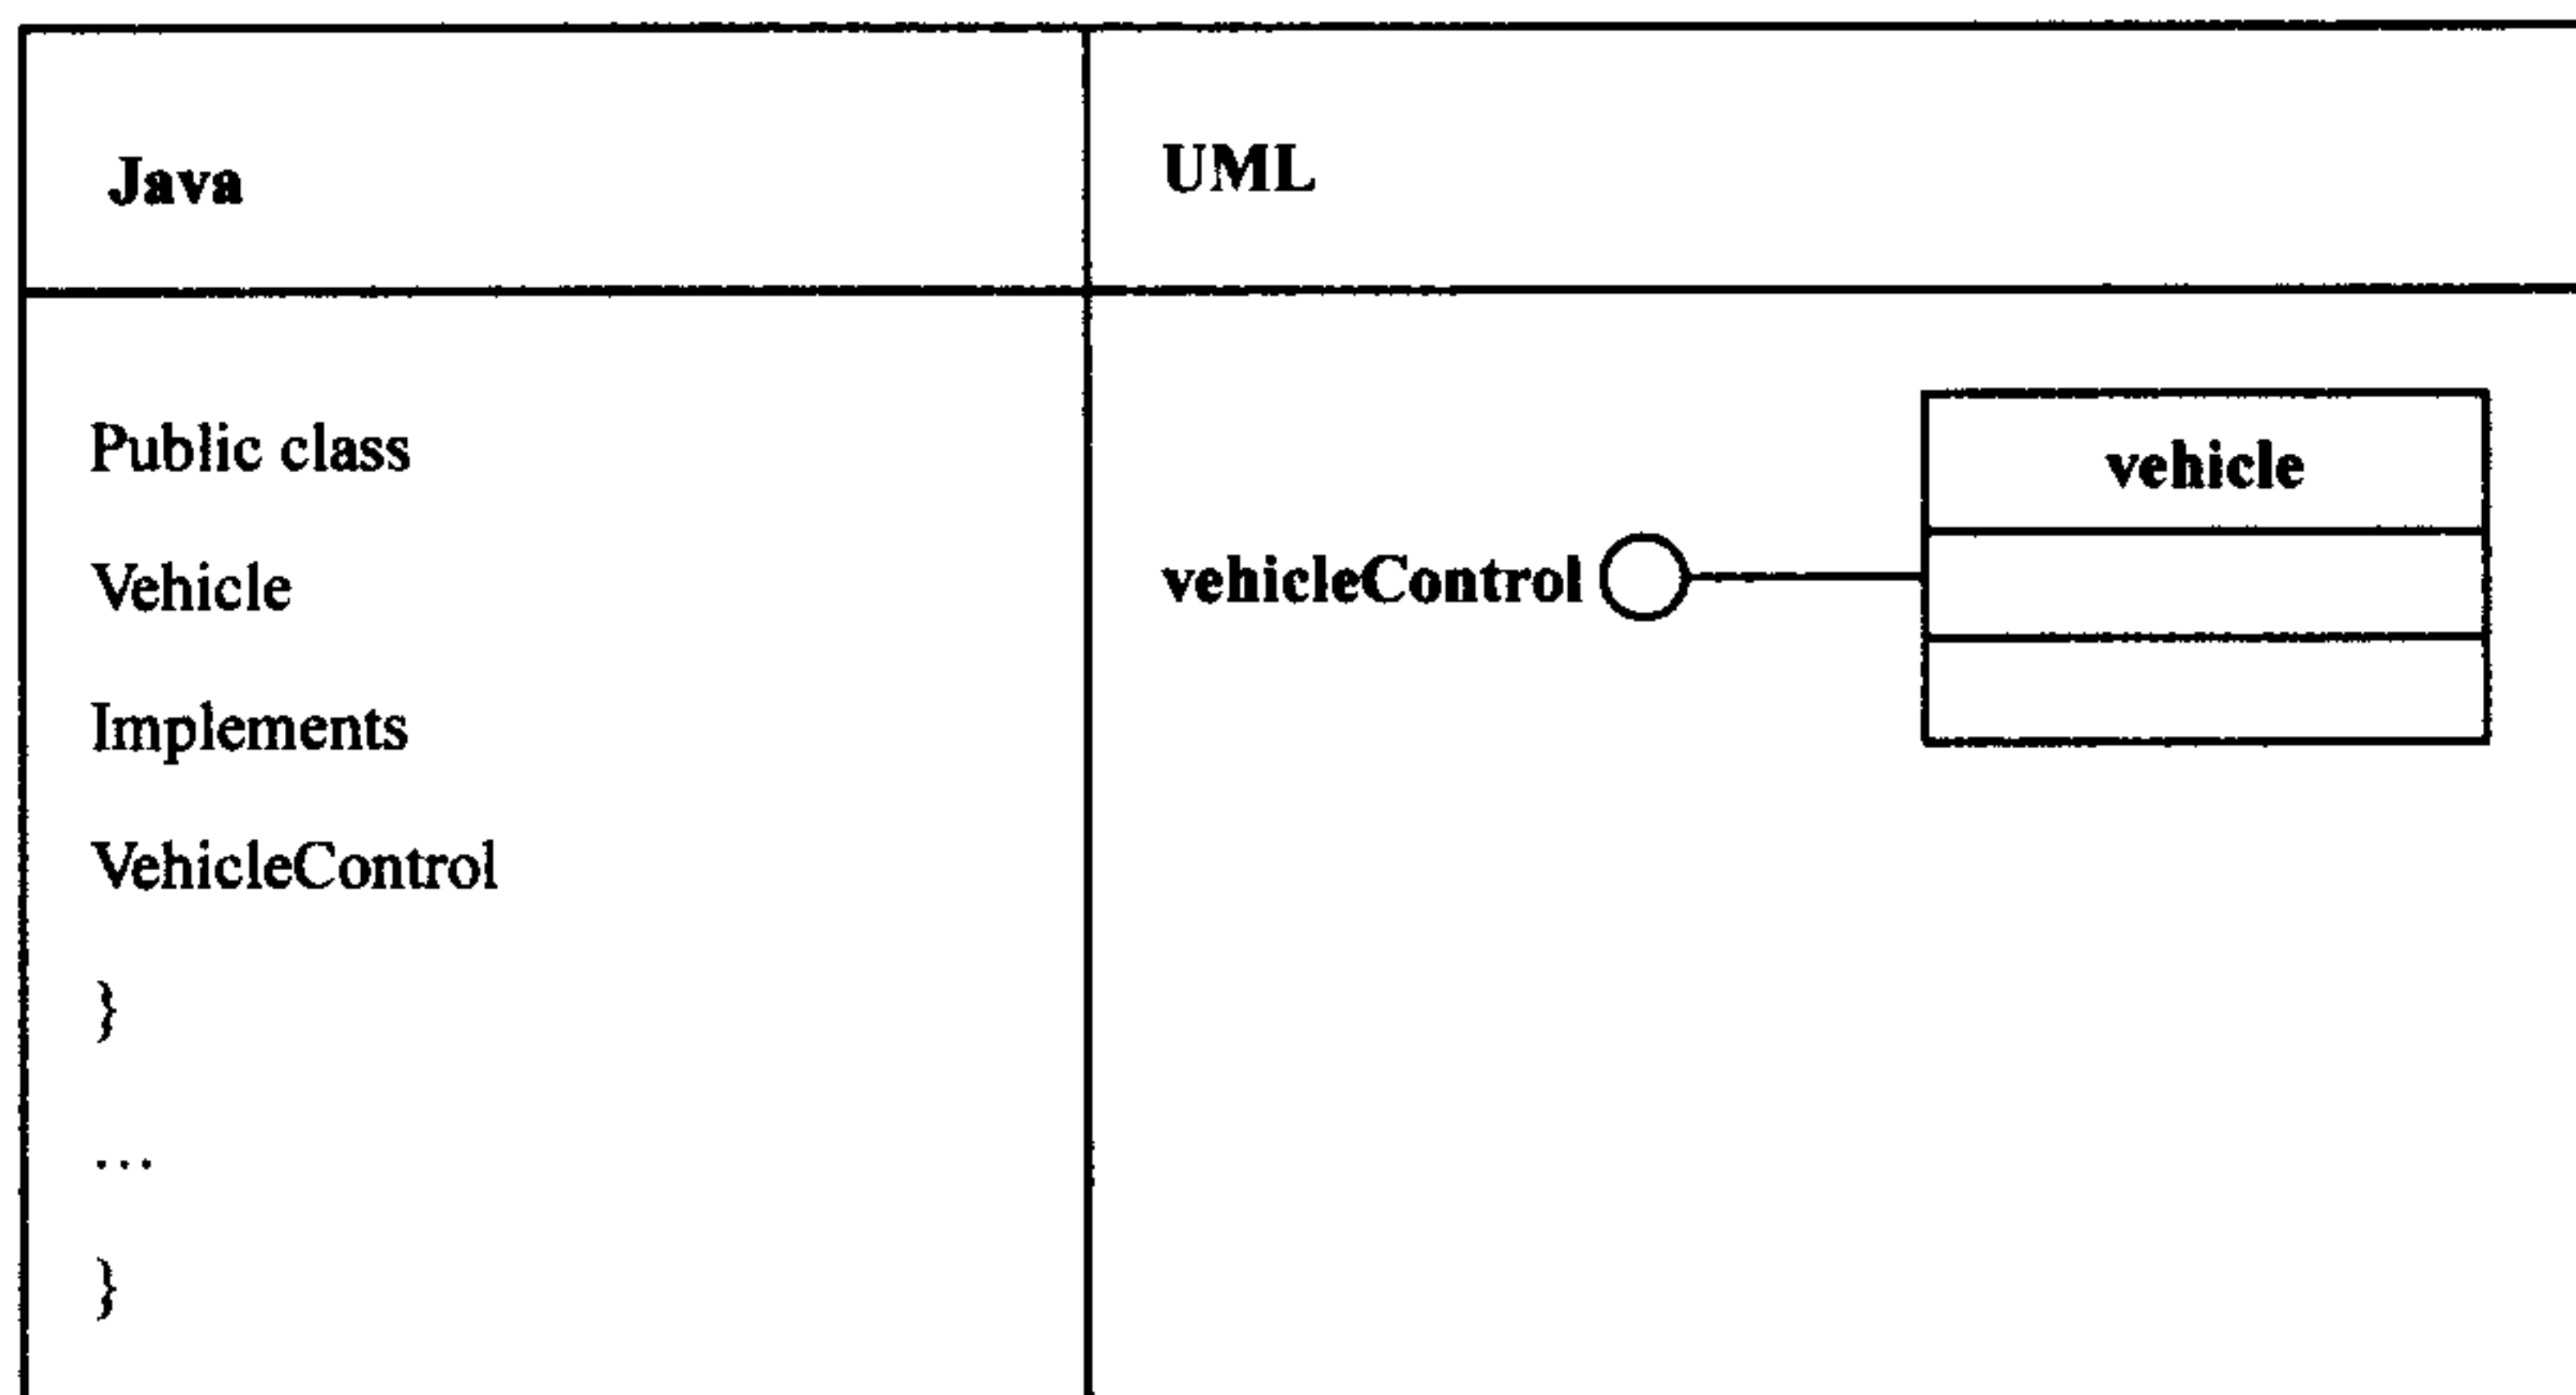 Java
UML
Public class
Vehicle
Implements
VehicleControl
}
...
}
vehicle
vehicleControl